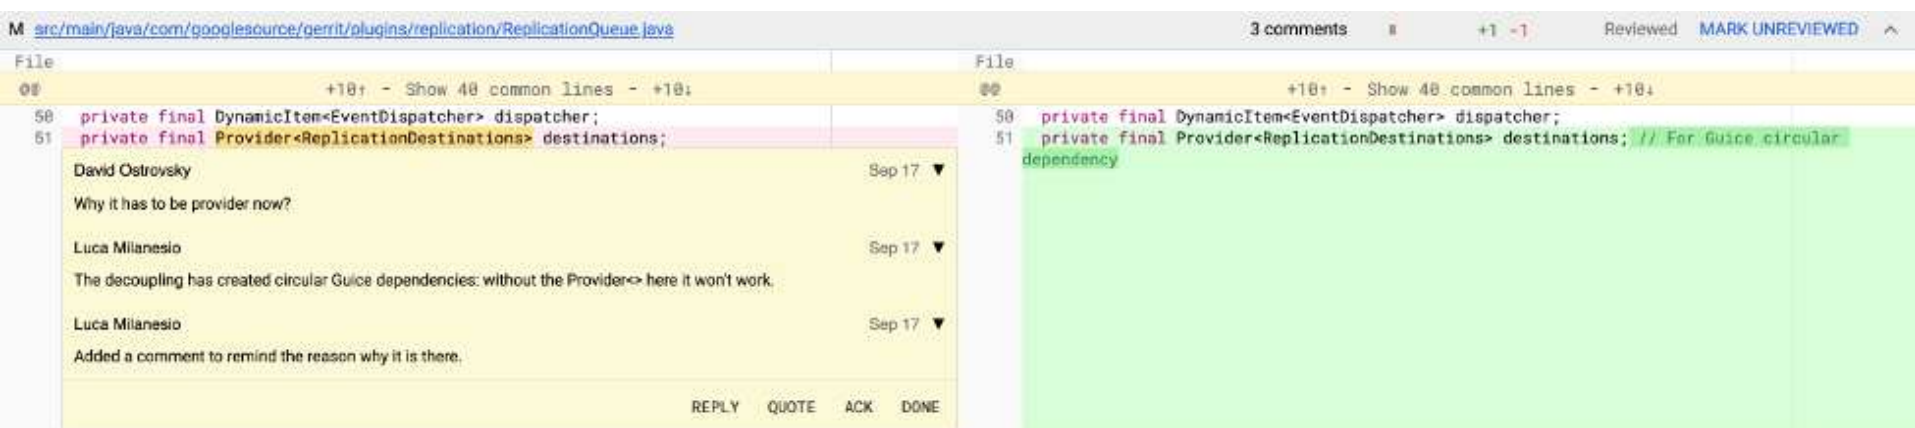 M src/main/java/com/googlesource/gerrit/plugins/replication/ReplicationQueue.java 3 comments +1 -1 Reviewed MARK UNREVIEWED
File File
@@ +10↑ - Show 40 common lines - +10↓ @@ +10↑ - Show 40 common lines - +10↓
50 private final DynamicItem<EventDispatcher> dispatcher; 50 private final DynamicItem<EventDispatcher> dispatcher;
51 private final Provider<ReplicationDestinations> destinations; 51 private final Provider<ReplicationDestinations> destinations; // For Guice circular
dependency
David Ostrovsky Sep 17 ▼
Why it has to be provider now?
Luca Milanesio Sep 17 ▼
The decoupling has created circular Guice dependencies: without the Provider<> here it won't work.
Luca Milanesio Sep 17 ▼
Added a comment to remind the reason why it is there.
REPLY QUOTE ACK DONE